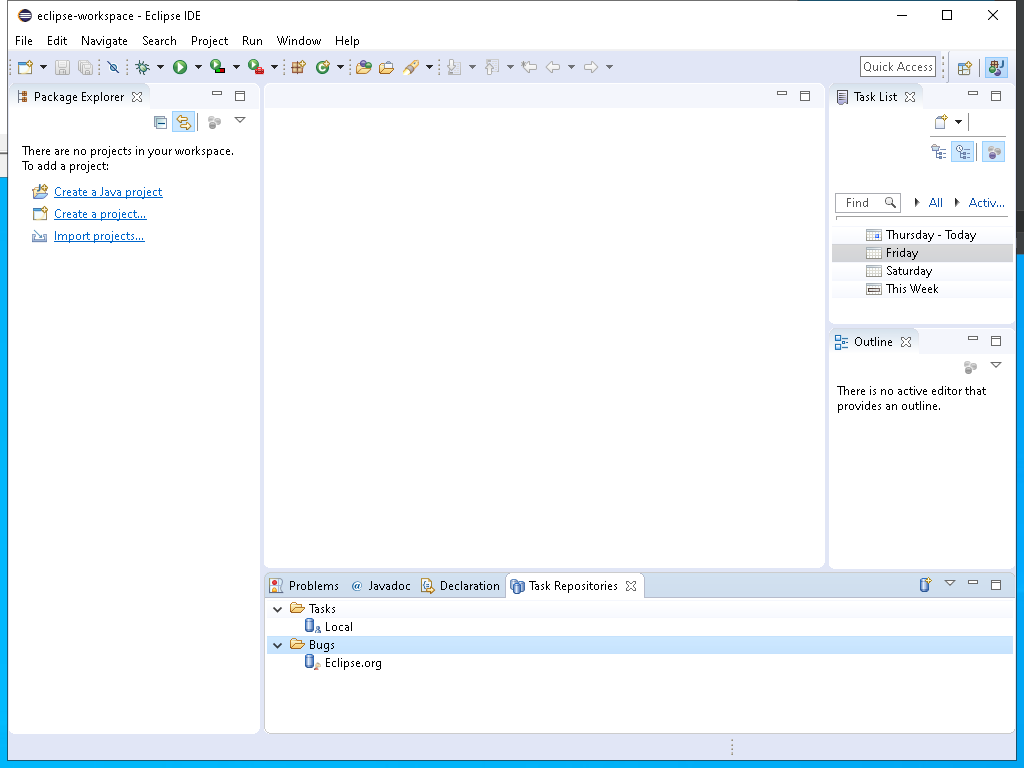 eclipse-workspace - Eclipse IDE
File Edit Navigate Search Project Run Window Help
Quick Access
Package Explorer
There are no projects in your workspace.
To add a project:
Create a Java project
Create a project...
Import projects...
Task List
Find All Activ...
Thursday - Today
Friday
Saturday
This Week
Outline
There is no active editor that
provides an outline.
Problems @ Javadoc Declaration Task Repositories
Tasks
Local
Bugs
Eclipse.org